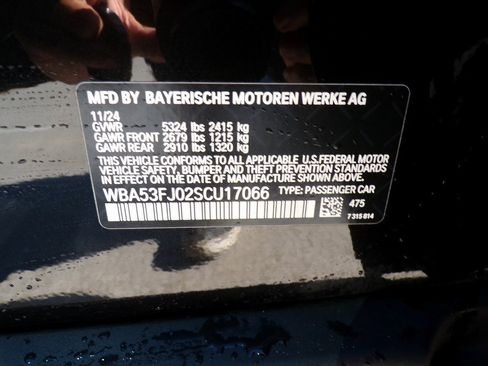 MFD BY BAYERISCHE MOTOREN WERKE AG
11/24
GVWR 5324 lbs 2415 kg
GAWR FRONT 2679 lbs 1215 kg
GAWR REAR 2910 lbs 1320 kg
THIS VEHICLE CONFORMS TO ALL APPLICABLE U.S.FEDERAL MOTOR
VEHICLE SAFETY, BUMPER AND THEFT PREVENTION STANDARDS
IN EFFECT ON THE DATE OF MANUFACTURE SHOWN ABOVE.
WBA53FJ02SCU17066 TYPE: PASSENGER CAR
475
7 315 814